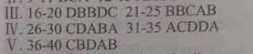 III. 16-20 DBBDC 21-25 BBCAB
IV. 26-30 CDABA 31-35 ACDDA
V. 36-40 CBDAB